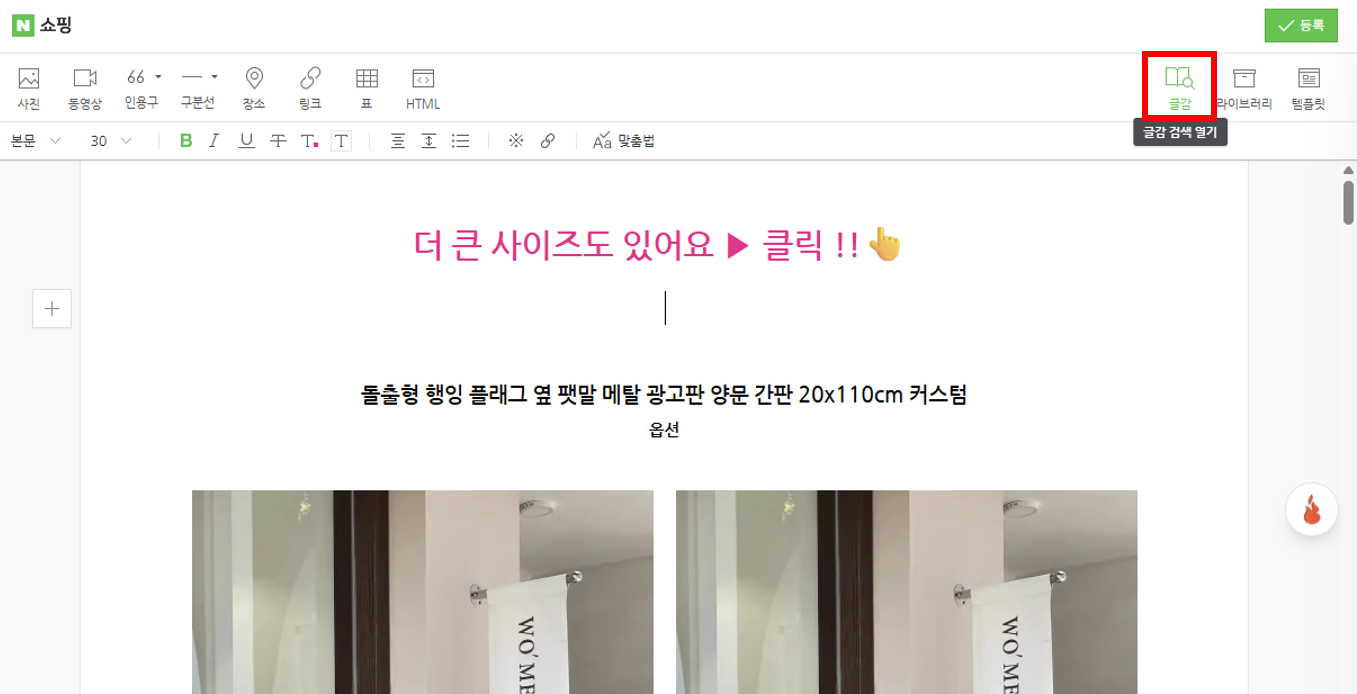 N 쇼핑
등록
사진 동영상 인용구 구분선 장소 링크 표 HTML 글감 라이브러리 템플릿
본문 30 B I U T T. T 맞춤법
글감 검색 열기
더 큰 사이즈도 있어요 ▶ 클릭 !! 👆
돌출형 행잉 플래그 옆 팻말 메탈 광고판 양문 간판 20x110cm 커스텀
옵션
WO'ME WO'ME